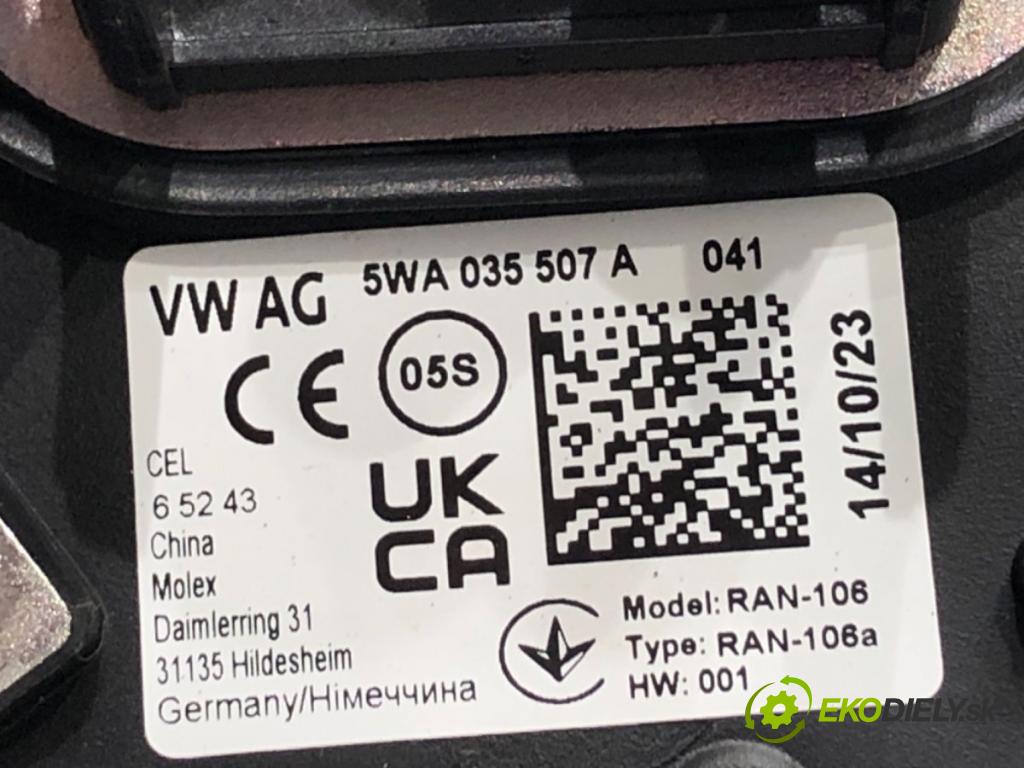 VW AG 5WA 035 507 A 041
CE 05S
14/10/23
CEL
6 52 43
China
Molex
Daimlerring 31
31135 Hildesheim
Germany/Німеччина
UK
CA
Model: RAN-106
Type: RAN-106a
HW: 001
EKODIELY.sk